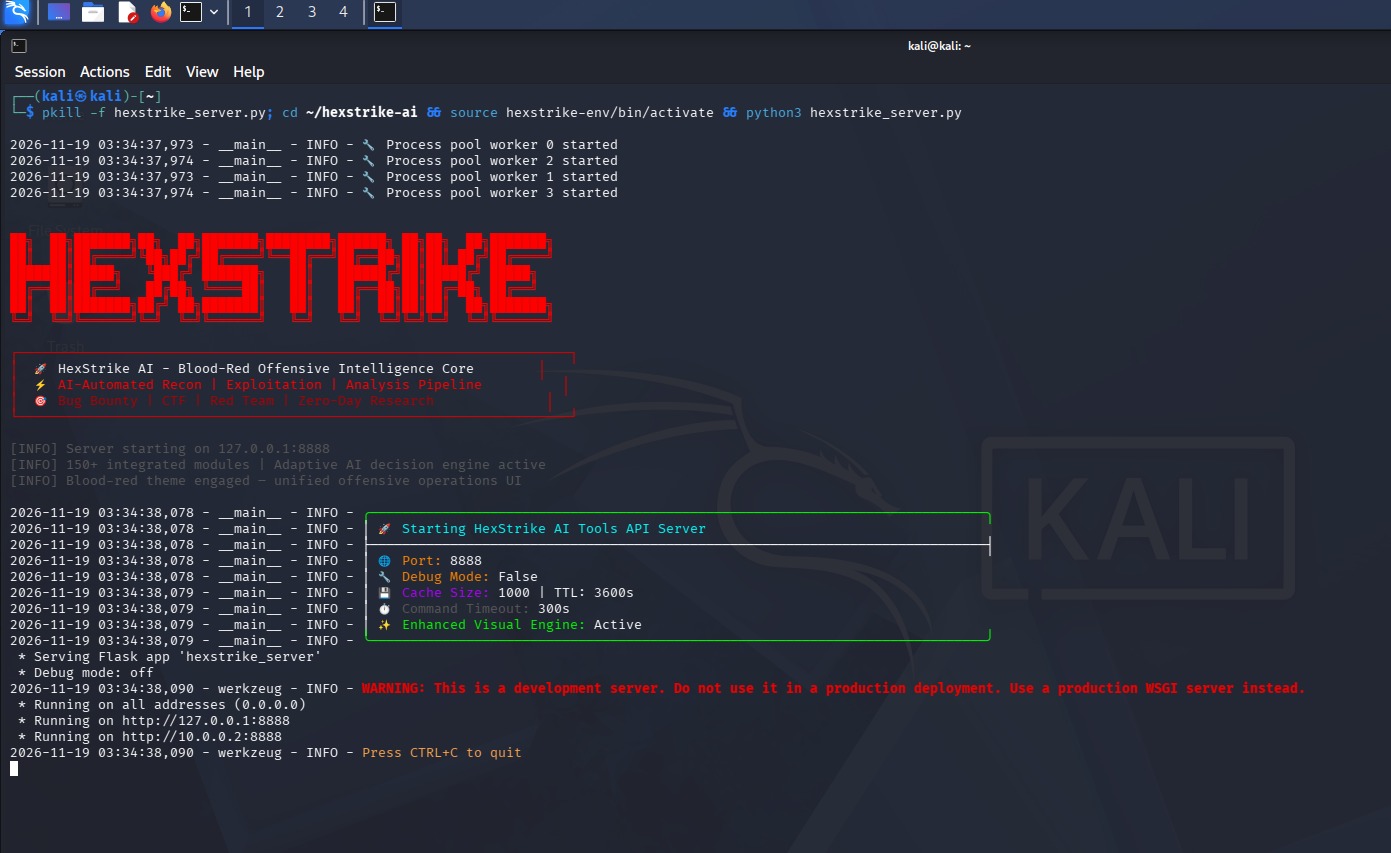 1 2 3 4
kali@kali: ~
Session Actions Edit View Help
┌──(kali㉿kali)-[~]
└─$ pkill -f hexstrike_server.py; cd ~/hexstrike-ai && source hexstrike-env/bin/activate && python3 hexstrike_server.py
2026-11-19 03:34:37,973 - __main__ - INFO - 🔧 Process pool worker 0 started
2026-11-19 03:34:37,974 - __main__ - INFO - 🔧 Process pool worker 2 started
2026-11-19 03:34:37,973 - __main__ - INFO - 🔧 Process pool worker 1 started
2026-11-19 03:34:37,974 - __main__ - INFO - 🔧 Process pool worker 3 started
File System
HEXSTRIKE
Trash
🚀 HexStrike AI - Blood-Red Offensive Intelligence Core
⚡ AI-Automated Recon | Exploitation | Analysis Pipeline
🎯 Bug Bounty | CTF | Red Team | Zero-Day Research
[INFO] Server starting on 127.0.0.1:8888
[INFO] 150+ integrated modules | Adaptive AI decision engine active
[INFO] Blood-red theme engaged – unified offensive operations UI
KALI
2026-11-19 03:34:38,078 - __main__ - INFO -
2026-11-19 03:34:38,078 - __main__ - INFO - 🚀 Starting HexStrike AI Tools API Server
2026-11-19 03:34:38,078 - __main__ - INFO -
2026-11-19 03:34:38,078 - __main__ - INFO - 🌐 Port: 8888
2026-11-19 03:34:38,078 - __main__ - INFO - 🔧 Debug Mode: False
2026-11-19 03:34:38,079 - __main__ - INFO - 💾 Cache Size: 1000 | TTL: 3600s
2026-11-19 03:34:38,079 - __main__ - INFO - ⏱️ Command Timeout: 300s
2026-11-19 03:34:38,079 - __main__ - INFO - ✨ Enhanced Visual Engine: Active
2026-11-19 03:34:38,079 - __main__ - INFO -
* Serving Flask app 'hexstrike_server'
* Debug mode: off
2026-11-19 03:34:38,090 - werkzeug - INFO - WARNING: This is a development server. Do not use it in a production deployment. Use a production WSGI server instead.
* Running on all addresses (0.0.0.0)
* Running on http://127.0.0.1:8888
* Running on http://10.0.0.2:8888
2026-11-19 03:34:38,090 - werkzeug - INFO - Press CTRL+C to quit